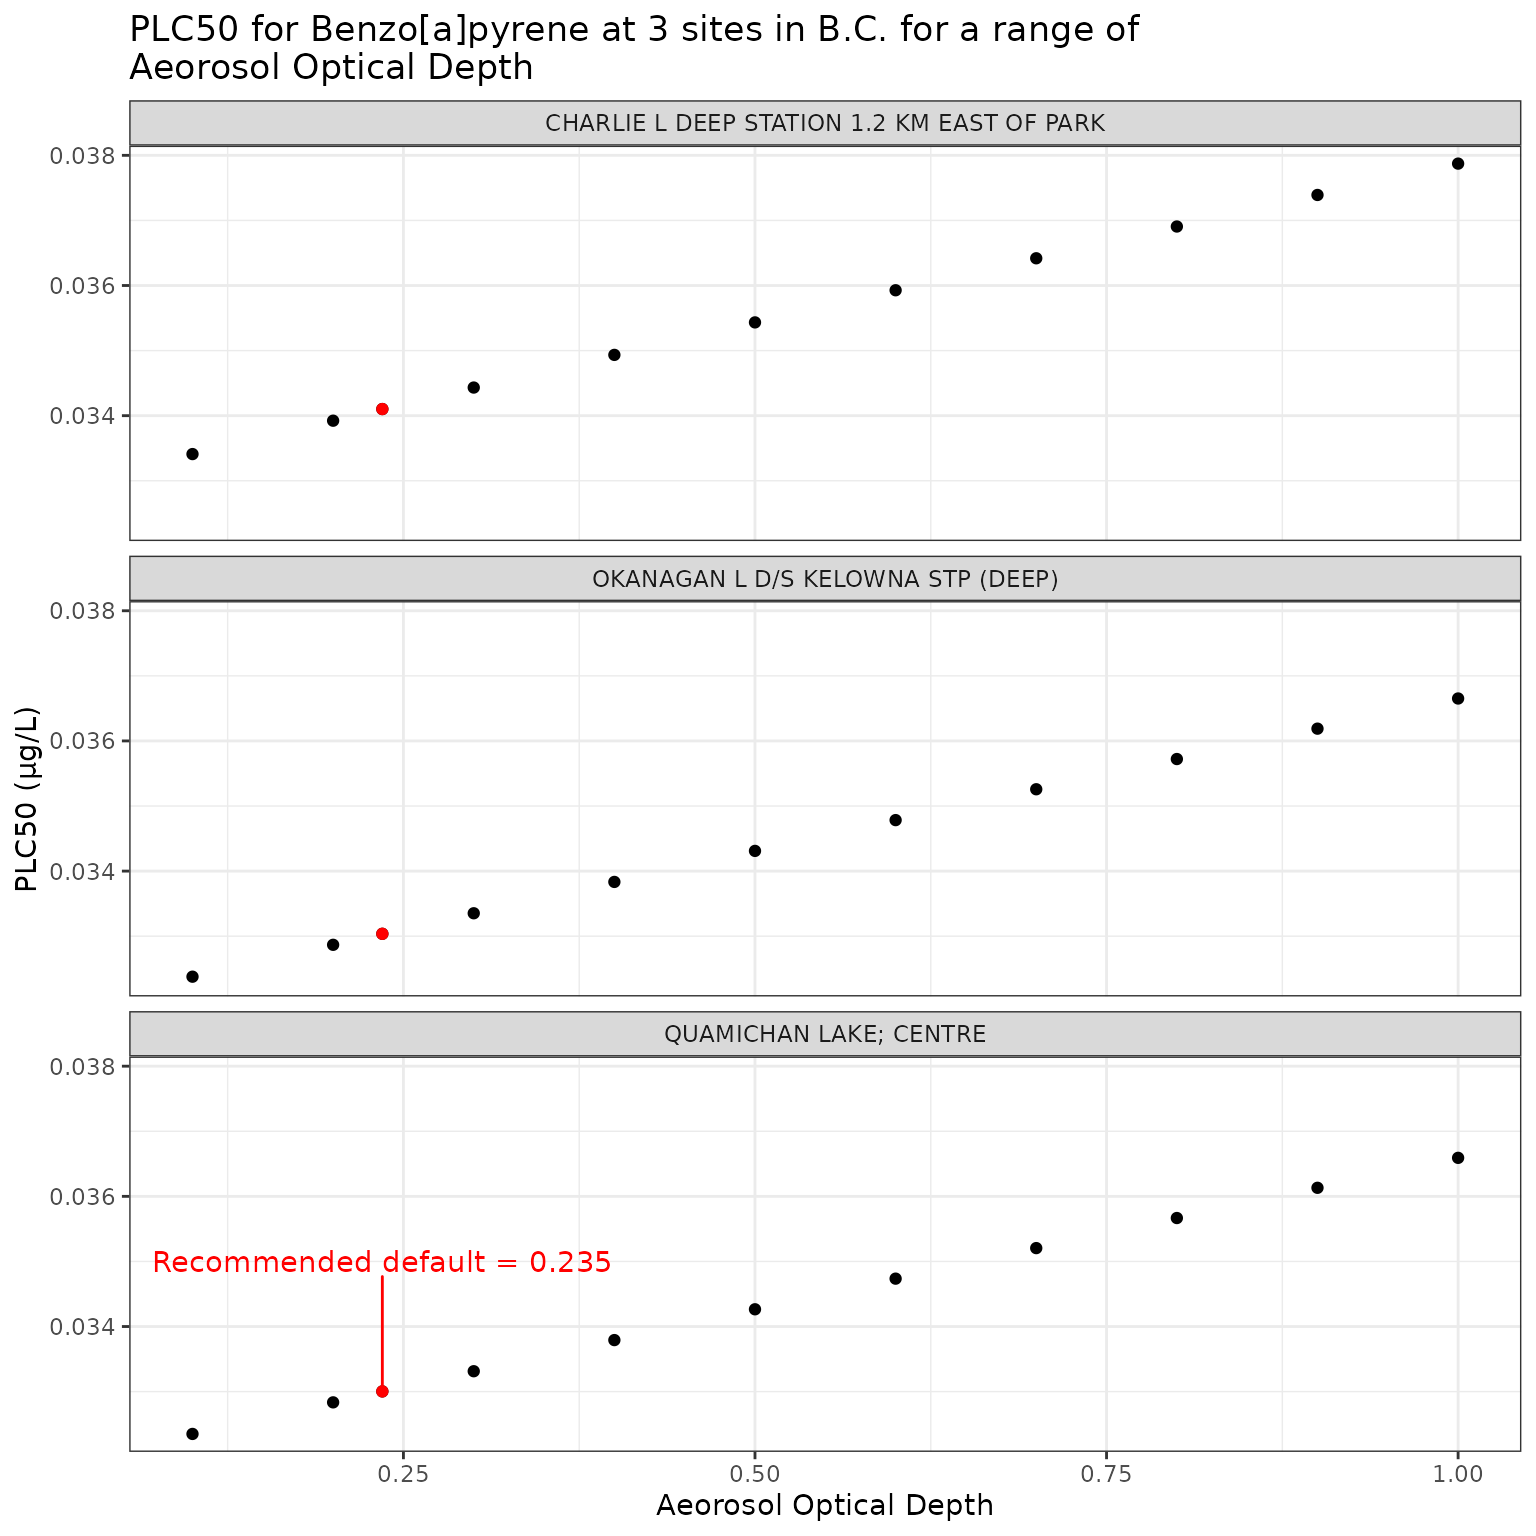 PLC50 for Benzo[a]pyrene at 3 sites in B.C. for a range of
Aeorosol Optical Depth
CHARLIE L DEEP STATION 1.2 KM EAST OF PARK
0.038
0.036
0.034
OKANAGAN L D/S KELOWNA STP (DEEP)
0.038
0.036
0.034
PLC50 (µg/L)
QUAMICHAN LAKE; CENTRE
0.038
0.036
0.034
Recommended default = 0.235
0.25 0.50 0.75 1.00
Aeorosol Optical Depth